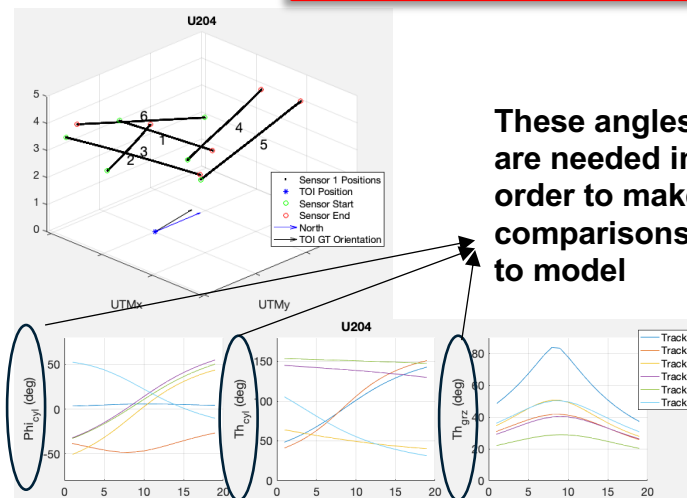 U204
5
4
3
2
1
0
6
1
3
2
4
5
Sensor 1 Positions
TOI Position
Sensor Start
Sensor End
North
TOI GT Orientation
UTMx
UTMy
These angles
are needed in
order to make
comparisons
to model
U204
Phi_cyl (deg)
50
0
-50
0 5 10 15 20
Th_cyl (deg)
150
100
50
0
0 5 10 15 20
Th_grz (deg)
80
60
40
20
0
0 5 10 15 20
Track
Track
Track
Track
Track
Track